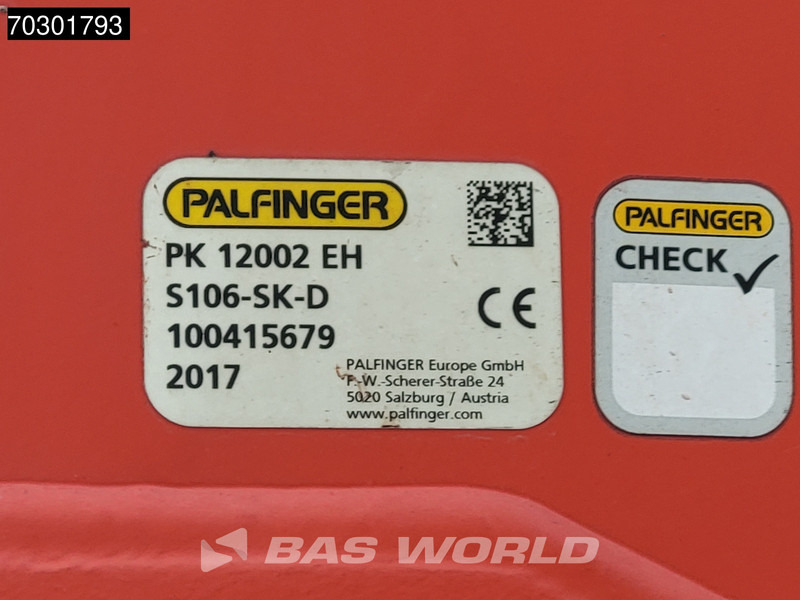 70301793
PALFINGER
PK 12002 EH
S106-SK-D
100415679
2017
CE
PALFINGER Europe GmbH
F.-W.-Scherer-Straße 24
5020 Salzburg / Austria
www.palfinger.com
PALFINGER
CHECK
BAS WORLD